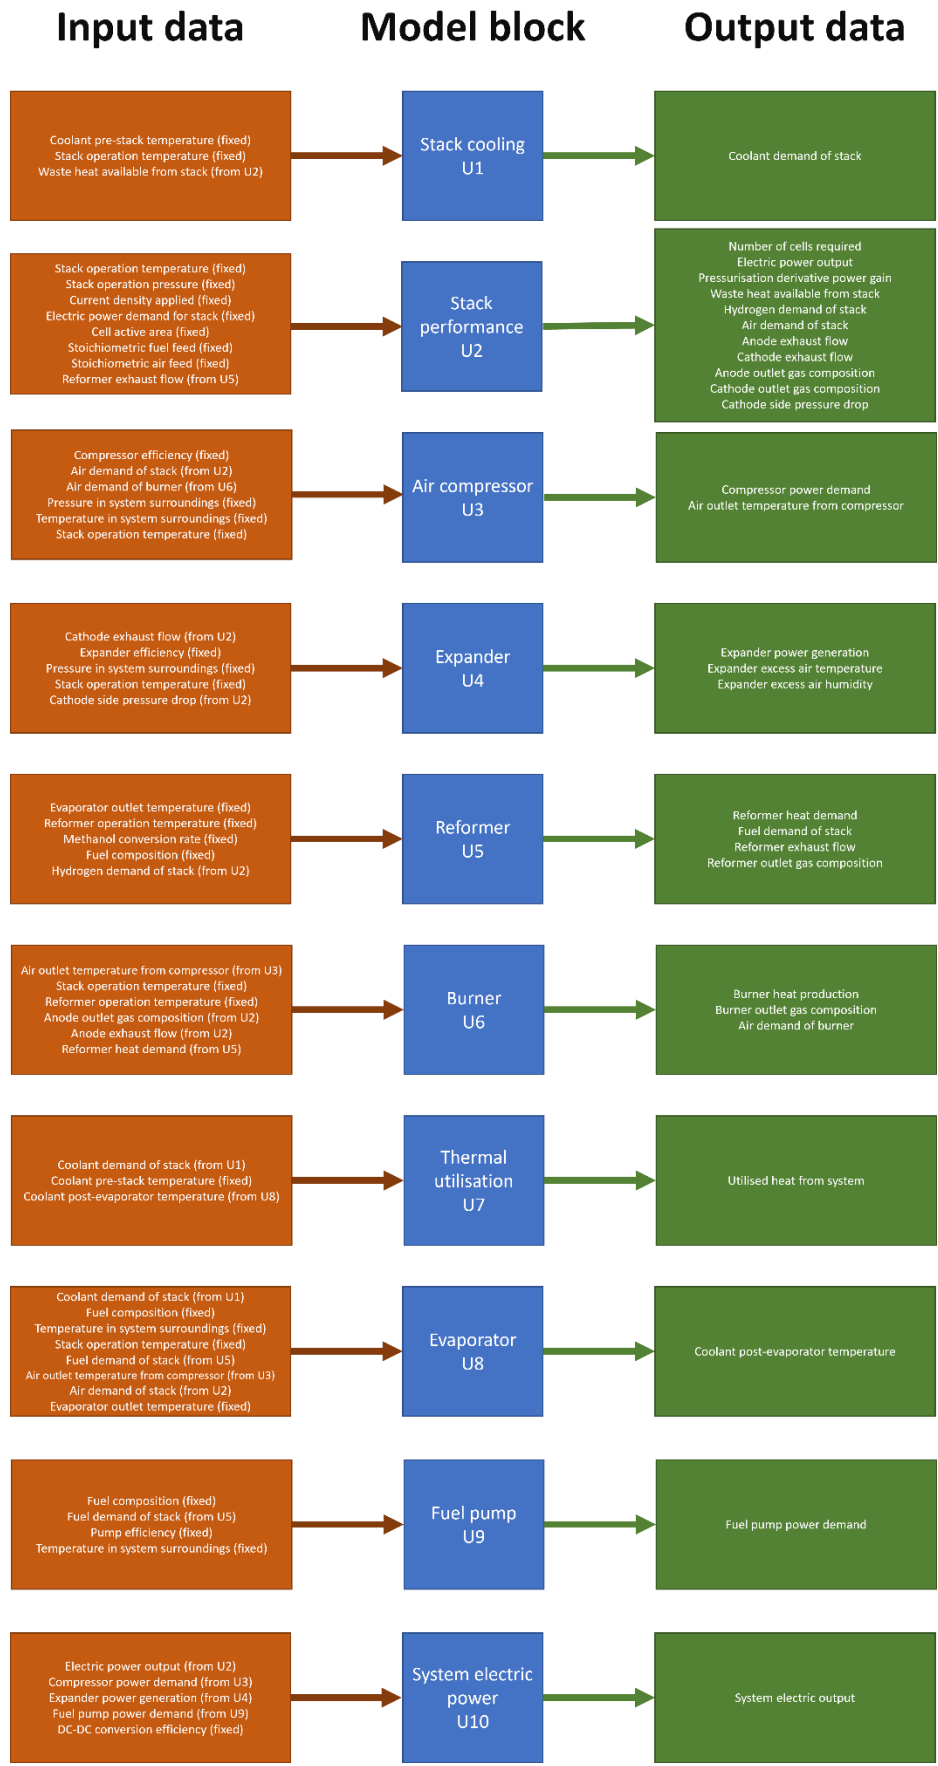 Input data
Model block
Output data
Coolant pre-stack temperature (fixed)
Stack operation temperature (fixed)
Waste heat available from stack (from U2)
Stack cooling
U1
Coolant demand of stack
Stack operation temperature (fixed)
Stack operation pressure (fixed)
Current density applied (fixed)
Electric power demand for stack (fixed)
Cell active area (fixed)
Stoichiometric fuel feed (fixed)
Stoichiometric air feed (fixed)
Reformer exhaust flow (from U5)
Stack
performance
U2
Number of cells required
Electric power output
Pressurisation derivative power gain
Waste heat available from stack
Hydrogen demand of stack
Air demand of stack
Anode exhaust flow
Cathode exhaust flow
Anode outlet gas composition
Cathode outlet gas composition
Cathode side pressure drop
Compressor efficiency (fixed)
Air demand of stack (from U2)
Air demand of burner (from U6)
Pressure in system surroundings (fixed)
Temperature in system surroundings (fixed)
Stack operation temperature (fixed)
Air compressor
U3
Compressor power demand
Air outlet temperature from compressor
Cathode exhaust flow (from U2)
Expander efficiency (fixed)
Pressure in system surroundings (fixed)
Stack operation temperature (fixed)
Cathode side pressure drop (from U2)
Expander
U4
Expander power generation
Expander excess air temperature
Expander excess air humidity
Evaporator outlet temperature (fixed)
Reformer operation temperature (fixed)
Methanol conversion rate (fixed)
Fuel composition (fixed)
Hydrogen demand of stack (from U2)
Reformer
U5
Reformer heat demand
Fuel demand of stack
Reformer exhaust flow
Reformer outlet gas composition
Air outlet temperature from compressor (from U3)
Stack operation temperature (fixed)
Reformer operation temperature (fixed)
Anode outlet gas composition (from U2)
Anode exhaust flow (from U2)
Reformer heat demand (from U5)
Burner
U6
Burner heat production
Burner outlet gas composition
Air demand of burner
Coolant demand of stack (from U1)
Coolant pre-stack temperature (fixed)
Coolant post-evaporator temperature (from U8)
Thermal
utilisation
U7
Utilised heat from system
Coolant demand of stack (from U1)
Fuel composition (fixed)
Temperature in system surroundings (fixed)
Stack operation temperature (fixed)
Fuel demand of stack (from U5)
Air outlet temperature from compressor (from U3)
Air demand of stack (from U2)
Evaporator outlet temperature (fixed)
Evaporator
U8
Coolant post-evaporator temperature
Fuel composition (fixed)
Fuel demand of stack (from U5)
Pump efficiency (fixed)
Temperature in system surroundings (fixed)
Fuel pump
U9
Fuel pump power demand
Electric power output (from U2)
Compressor power demand (from U3)
Expander power generation (from U4)
Fuel pump power demand (from U9)
DC-DC conversion efficiency (fixed)
System electric
power
U10
System electric output